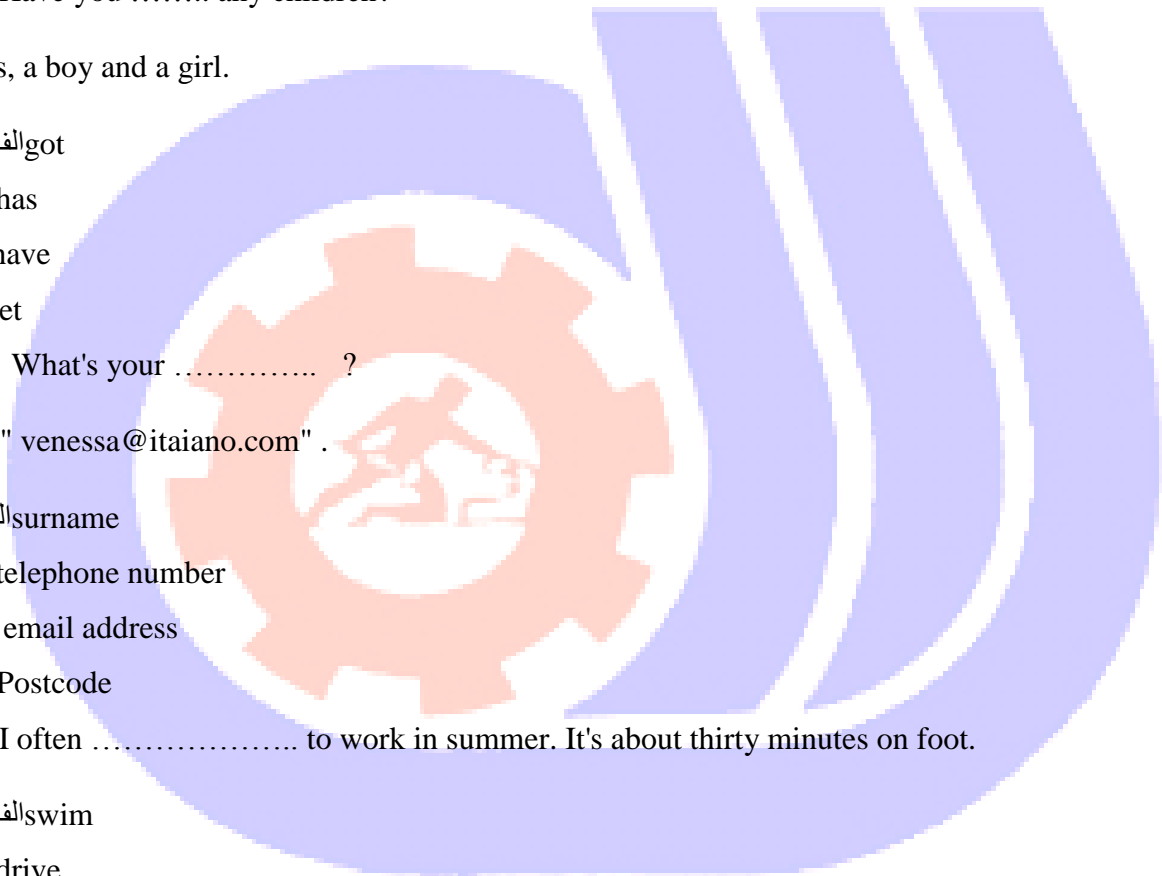 Have you …….. any children?
s, a boy and a girl.
الفgot
has
have
et
What's your ………….. ?
" venessa@itaiano.com" .
surname
telephone number
email address
Postcode
I often ……………….. to work in summer. It's about thirty minutes on foot.
الفswim
drive